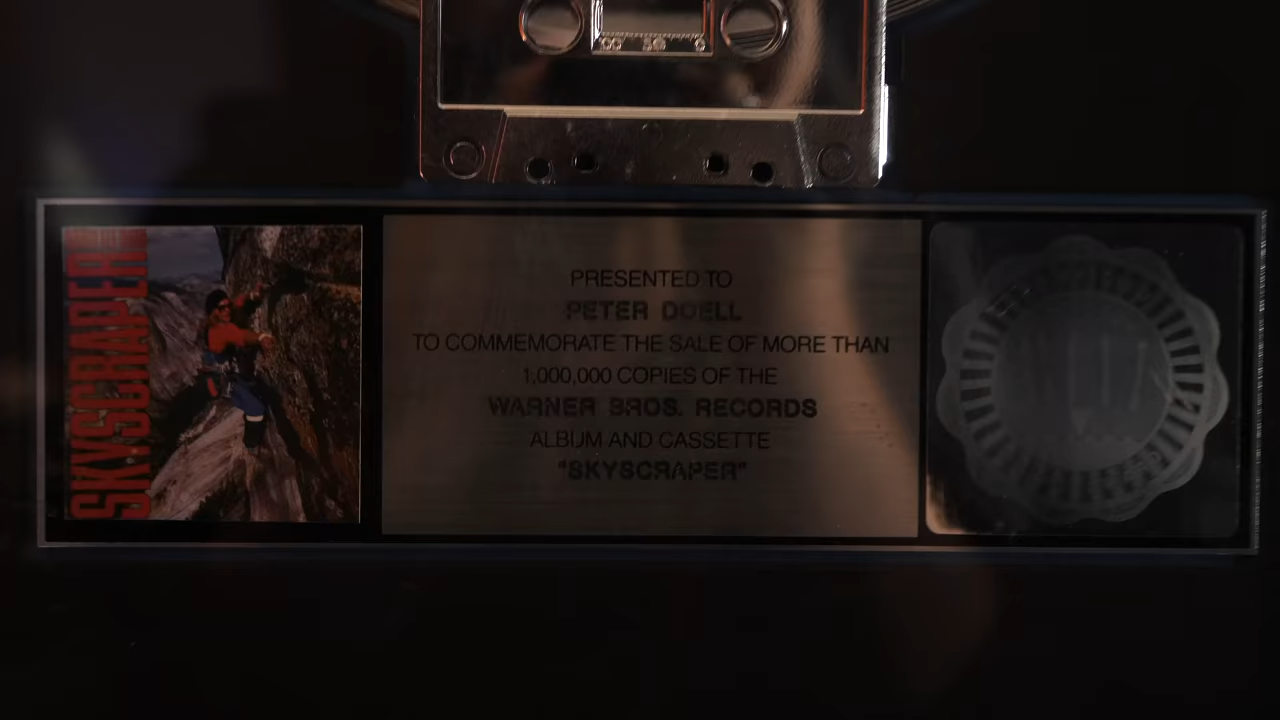 SKYSCRAPER
PRESENTED TO
PETER DOELL
TO COMMEMORATE THE SALE OF MORE THAN
1,000,000 COPIES OF THE
WARNER BROS. RECORDS
ALBUM AND CASSETTE
"SKYSCRAPER"